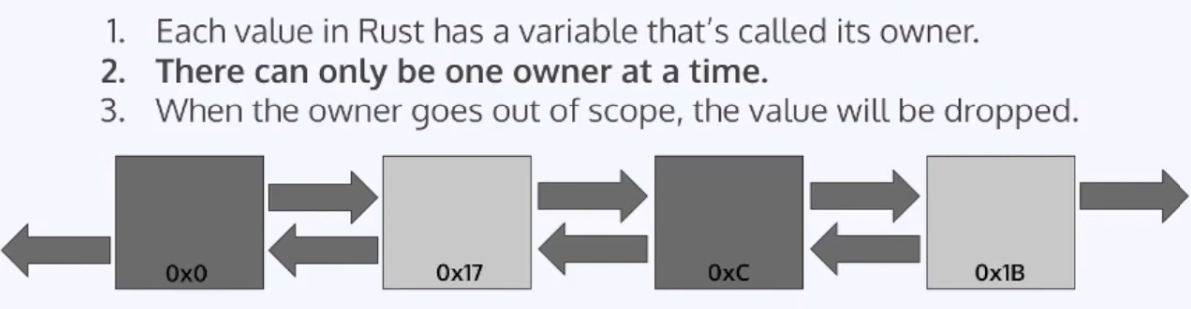 1. Each value in Rust has a variable that's called its owner.
2. There can only be one owner at a time.
3. When the owner goes out of scope, the value will be dropped.
0x0 0x17 0xC 0x1B